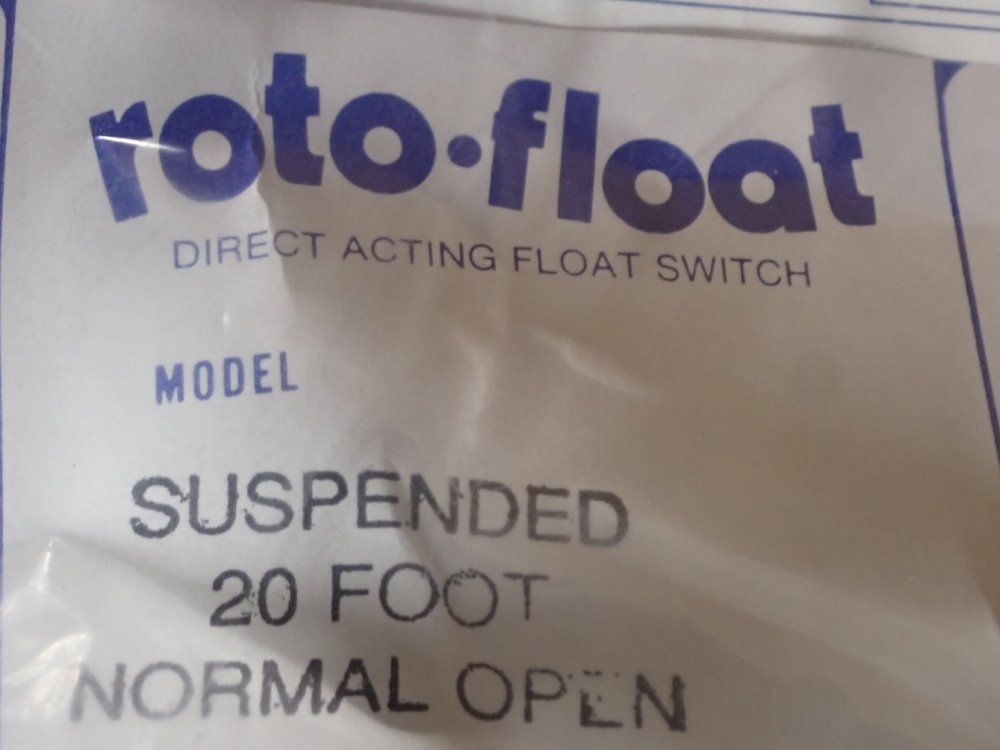 roto·float
DIRECT ACTING FLOAT SWITCH
MODEL
SUSPENDED
20 FOOT
NORMAL OPEN